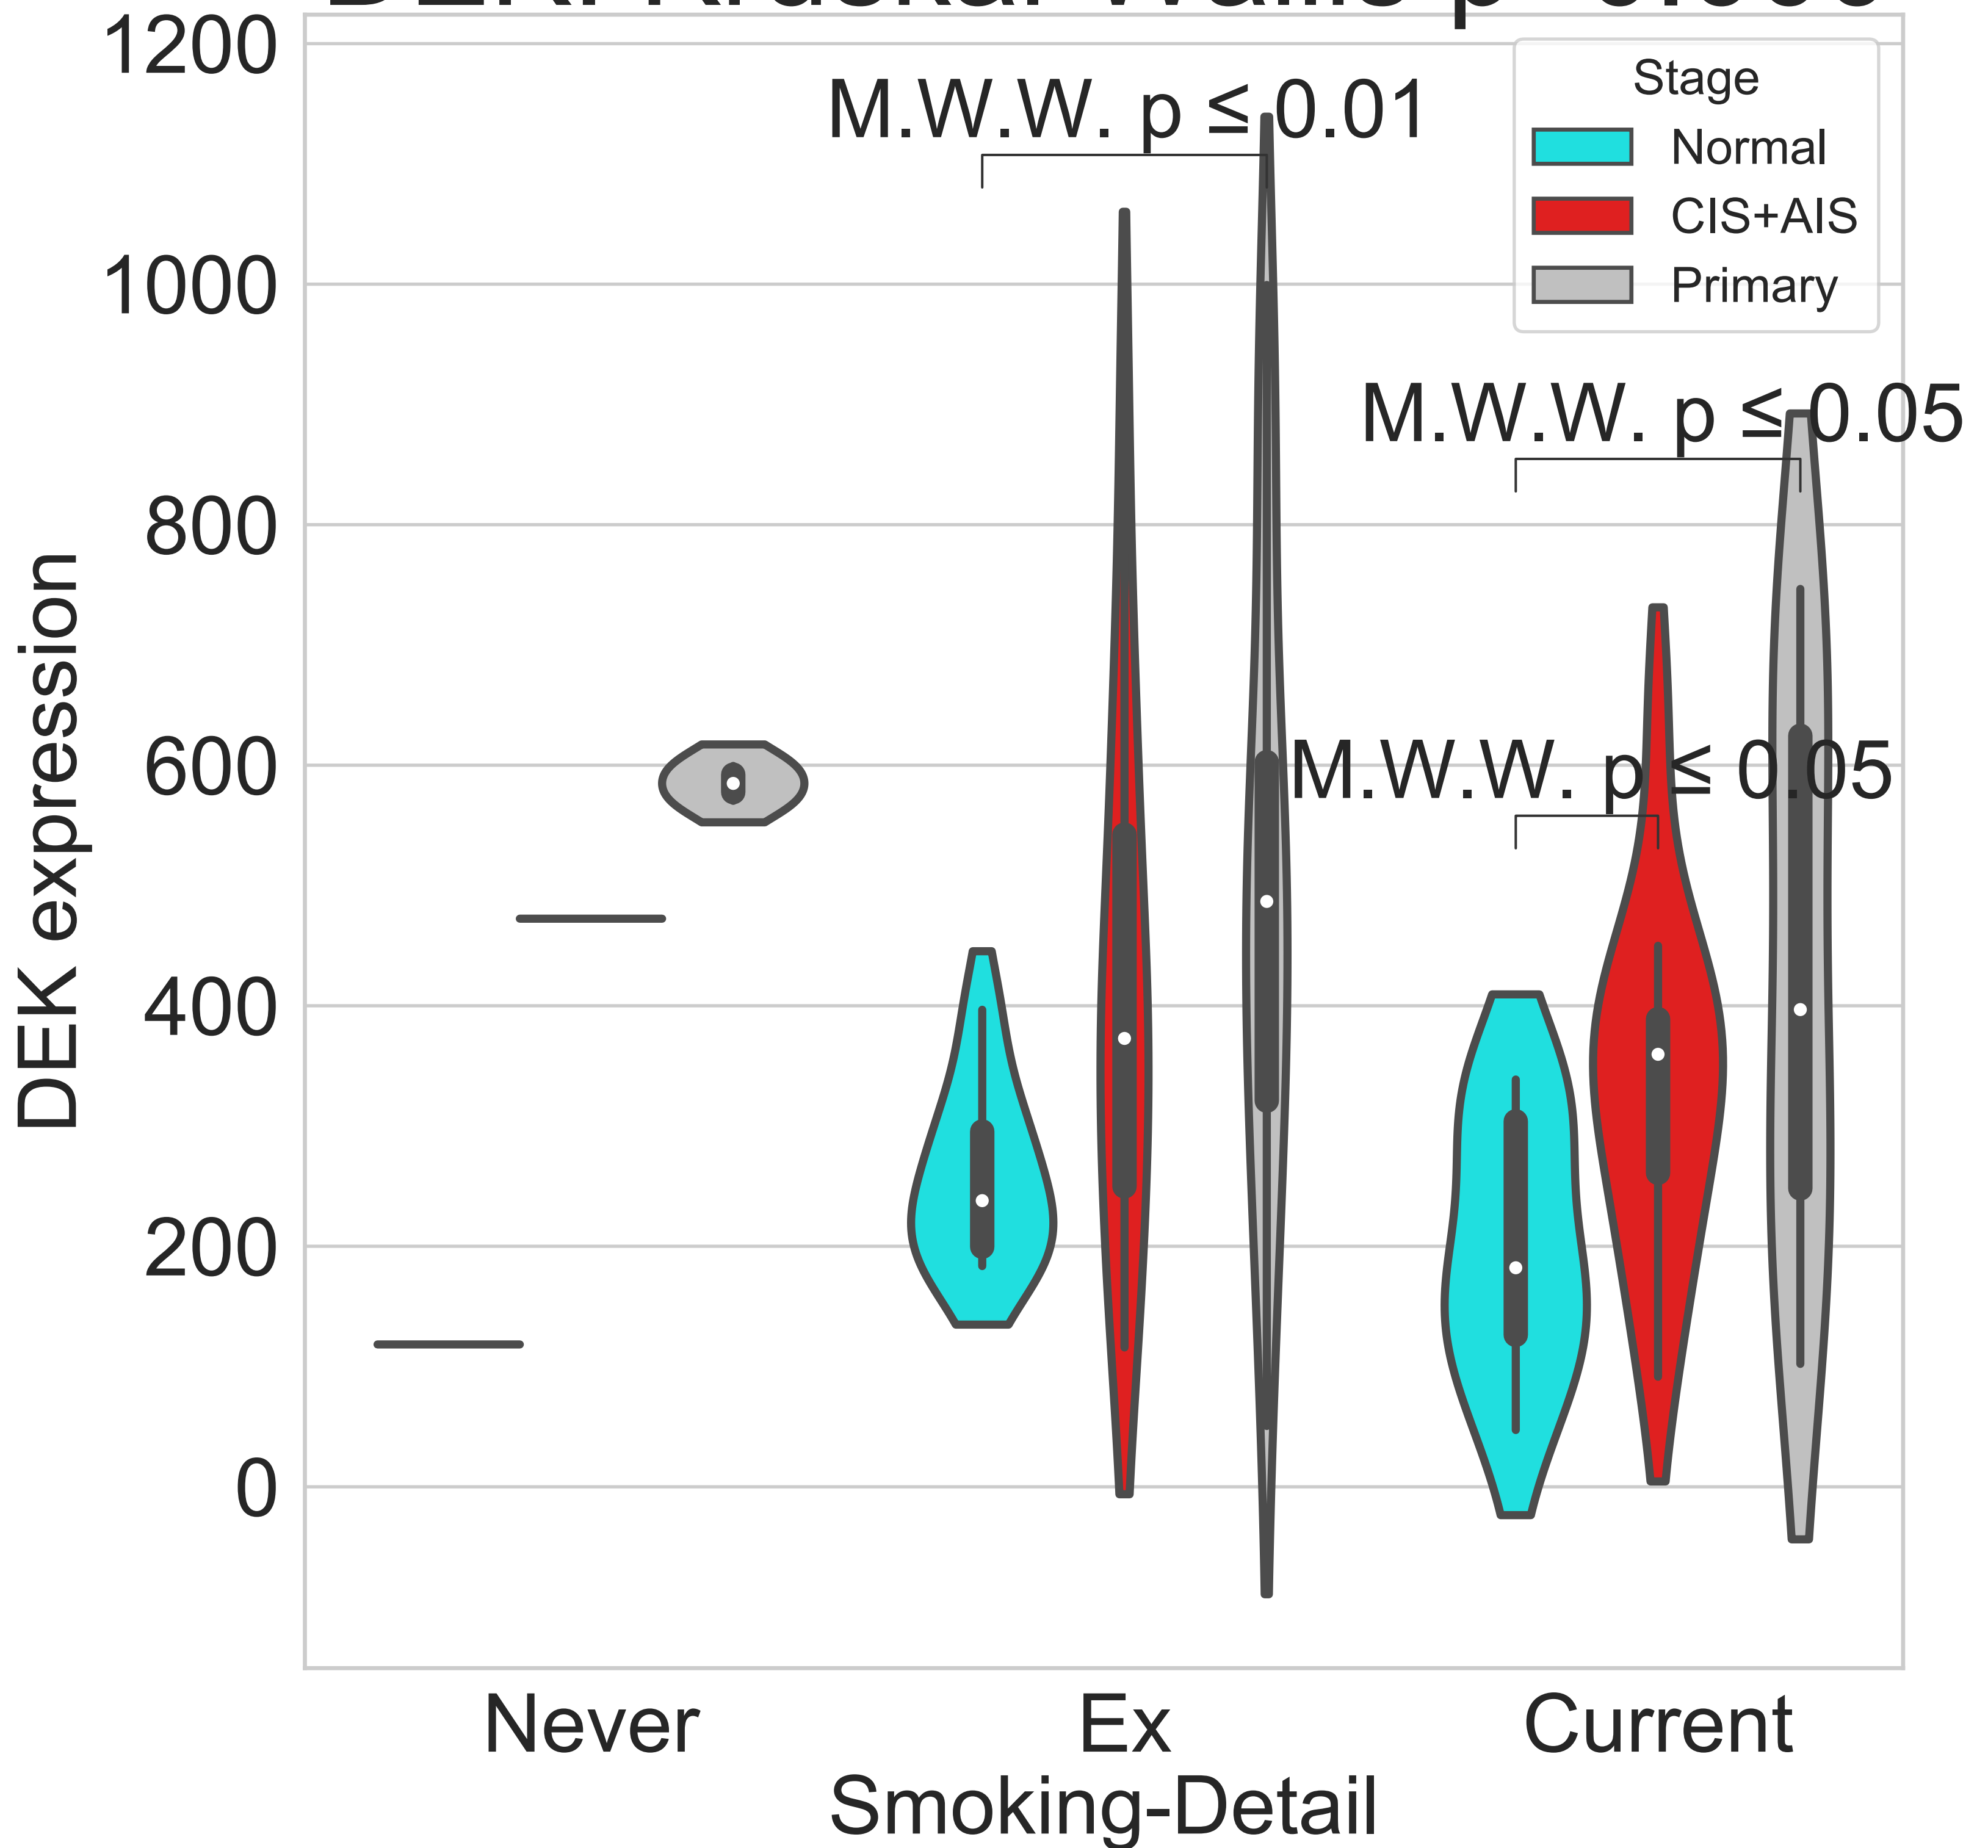 1200
1000
800
600
400
200
0
DEK expression
M.W.W. p ≤ 0.01
Stage
Normal
CIS+AIS
Primary
M.W.W. p ≤ 0.05
M.W.W. p ≤ 0.05
Never
Ex
Current
Smoking-Detail